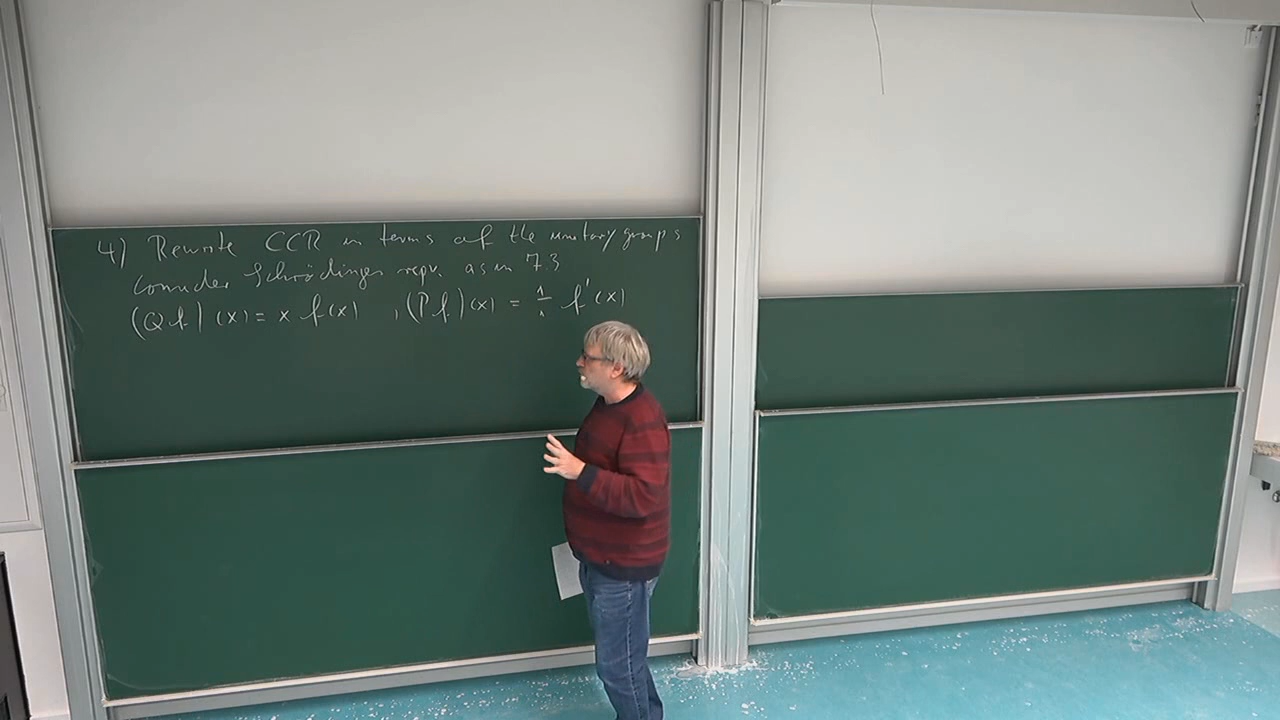 4) Rewrite CCR in terms of the unitary groups
Consider Schrödinger repr. as in 7.3
(Qf)(x) = x f(x) , (Pf)(x) = 1/i f'(x)